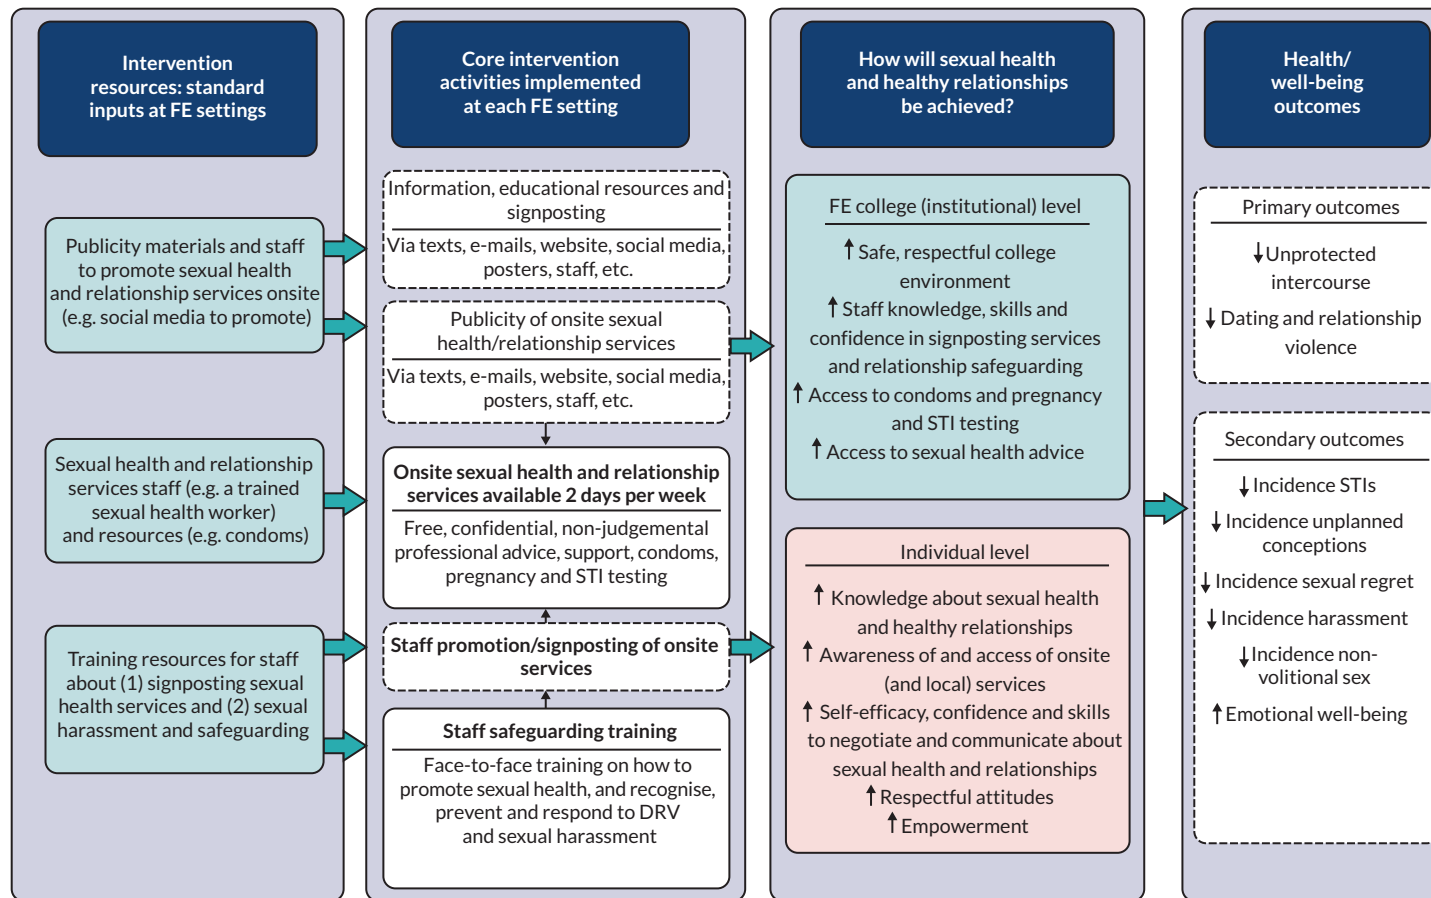 Intervention
resources: standard
inputs at FE settings
Publicity materials and staff
to promote sexual health
and relationship services onsite
(e.g. social media to promote)
Sexual health and relationship
services staff (e.g. a trained
sexual health worker)
and resources (e.g. condoms)
Training resources for staff
about (1) signposting sexual
health services and (2) sexual
harassment and safeguarding
Core intervention
activities implemented
at each FE setting
Information, educational resources and
signposting
Via texts, e-mails, website, social media,
posters, staff, etc.
Publicity of onsite sexual
health/relationship services
Via texts, e-mails, website, social media,
posters, staff, etc.
Onsite sexual health and relationship
services available 2 days per week
Free, confidential, non-judgemental
professional advice, support, condoms,
pregnancy and STI testing
Staff promotion/signposting of onsite
services
Staff safeguarding training
Face-to-face training on how to
promote sexual health, and recognise,
prevent and respond to DRV
and sexual harassment
How will sexual health
and healthy relationships
be achieved?
FE college (institutional) level
↑ Safe, respectful college
environment
↑ Staff knowledge, skills and
confidence in signposting services
and relationship safeguarding
↑ Access to condoms and pregnancy
and STI testing
↑ Access to sexual health advice
Individual level
↑ Knowledge about sexual health
and healthy relationships
↑ Awareness of and access of onsite
(and local) services
↑ Self-efficacy, confidence and skills
to negotiate and communicate about
sexual health and relationships
↑ Respectful attitudes
↑ Empowerment
Health/
well-being
outcomes
Primary outcomes
↓ Unprotected
intercourse
↓ Dating and relationship
violence
Secondary outcomes
↓ Incidence STIs
↓ Incidence unplanned
conceptions
↓ Incidence sexual regret
↓ Incidence harassment
↓ Incidence non-
volitional sex
↑ Emotional well-being